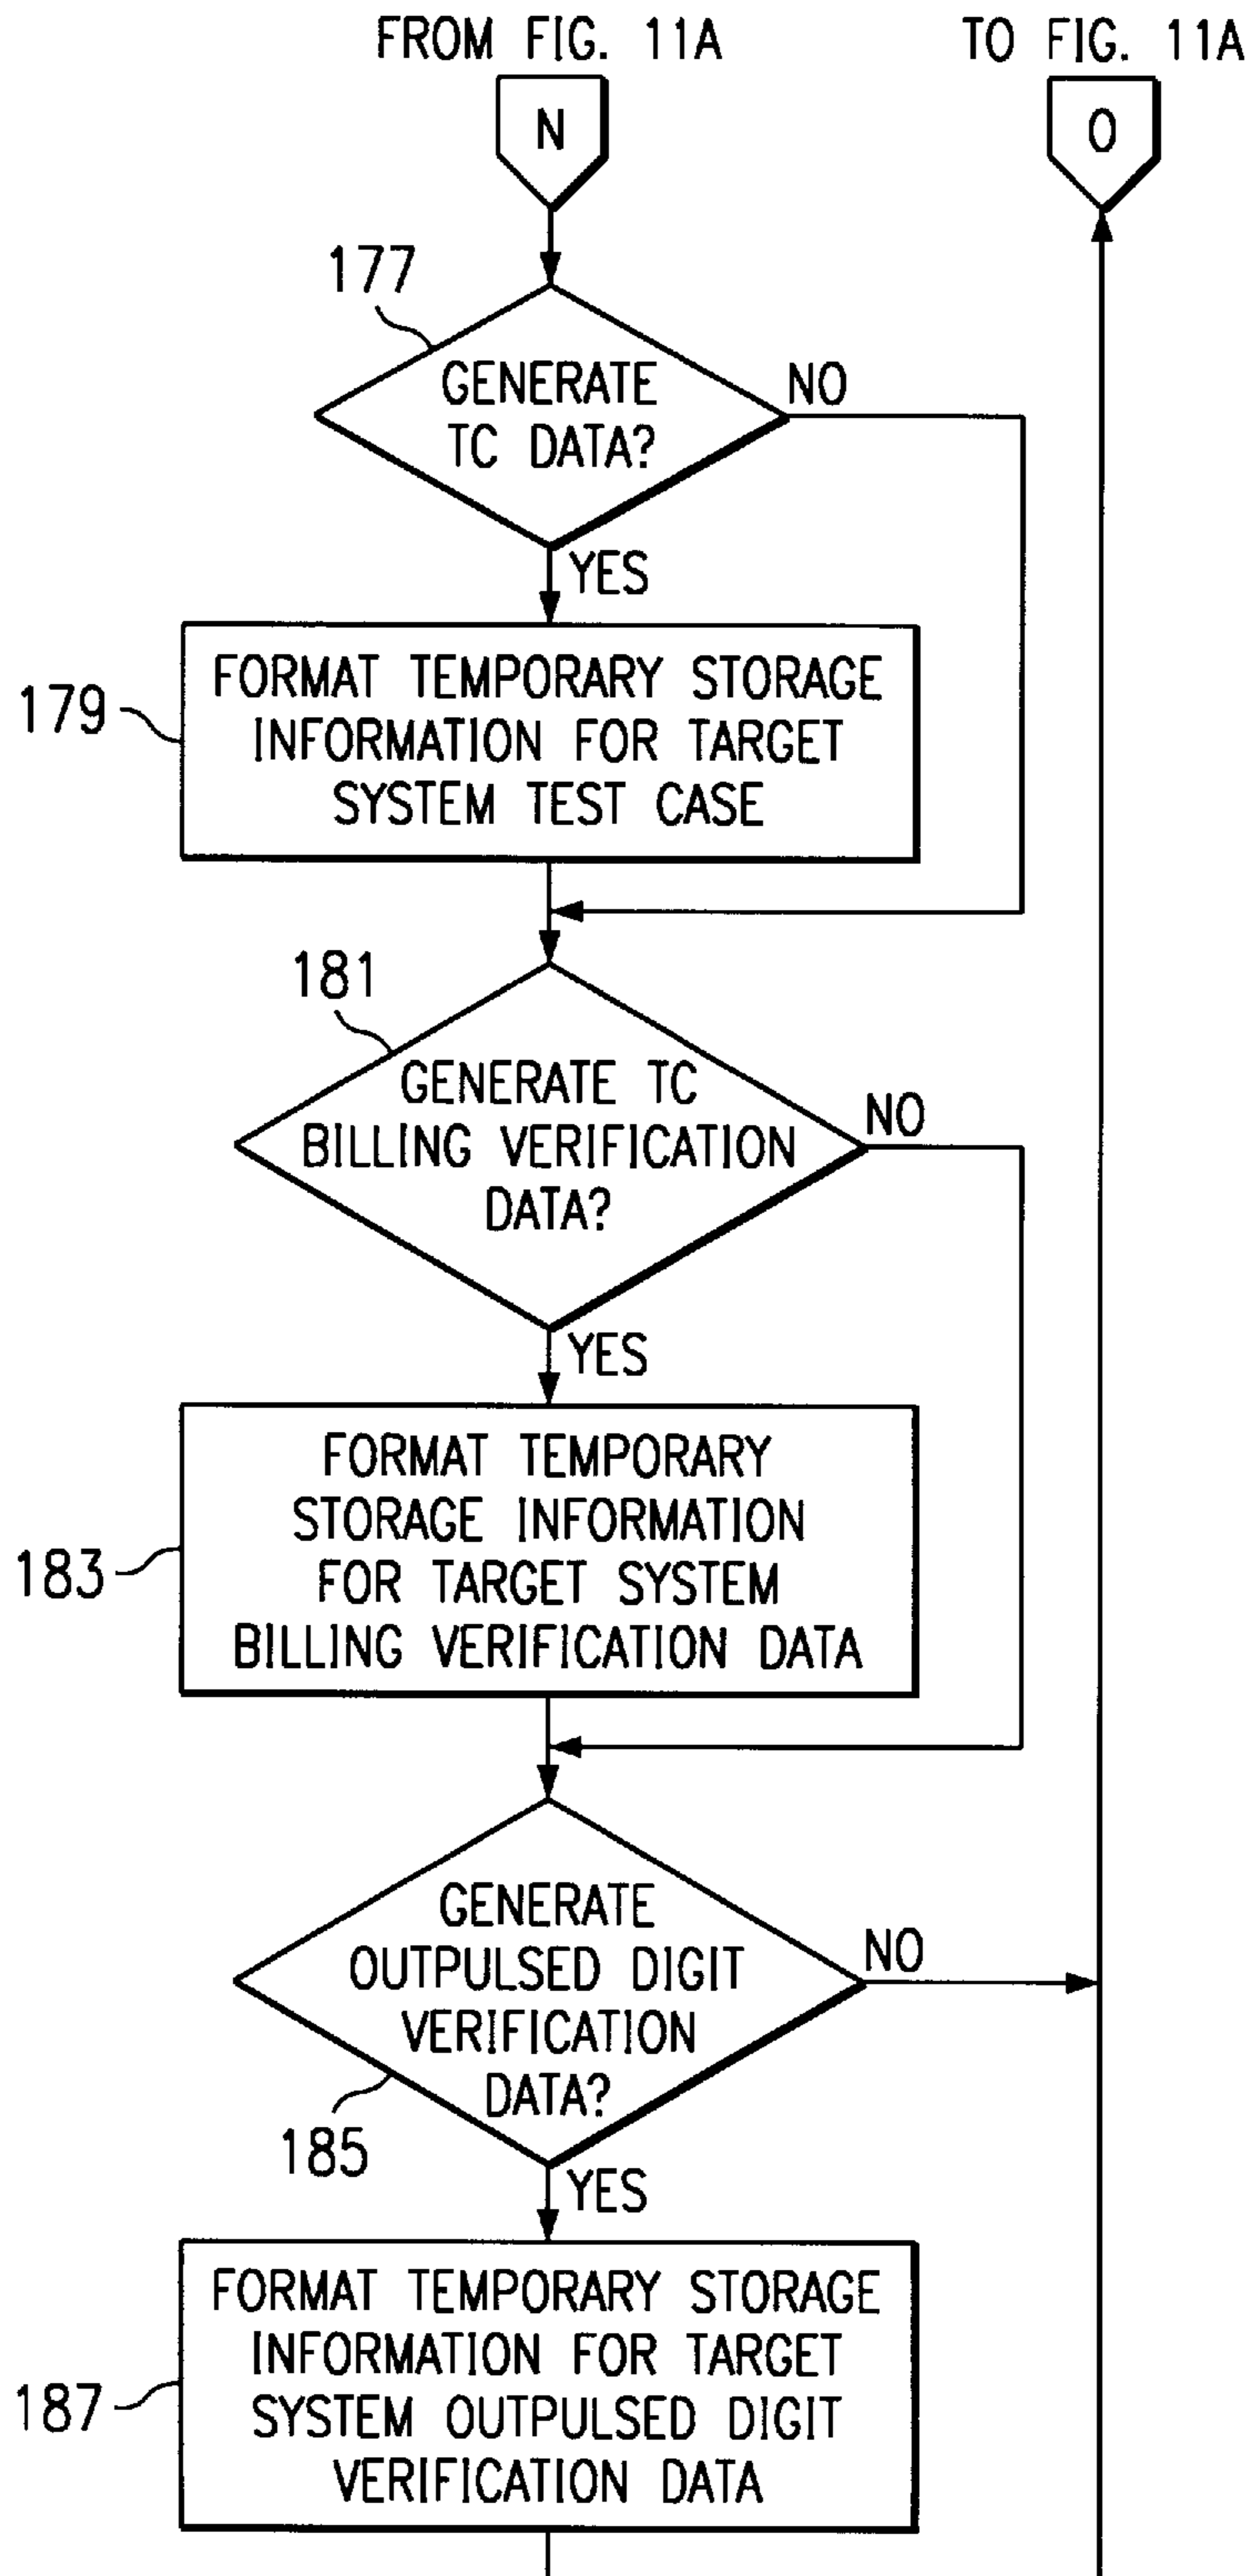 FROM FIG. 11A
TO FIG. 11A
N
O
177
GENERATE
TC DATA?
NO
YES
179
FORMAT TEMPORARY STORAGE
INFORMATION FOR TARGET
SYSTEM TEST CASE
181
GENERATE TC
BILLING VERIFICATION
DATA?
NO
YES
183
FORMAT TEMPORARY
STORAGE INFORMATION
FOR TARGET SYSTEM
BILLING VERIFICATION DATA
GENERATE
OUTPULSED DIGIT
VERIFICATION
DATA?
NO
185
YES
187
FORMAT TEMPORARY STORAGE
INFORMATION FOR TARGET
SYSTEM OUTPULSED DIGIT
VERIFICATION DATA